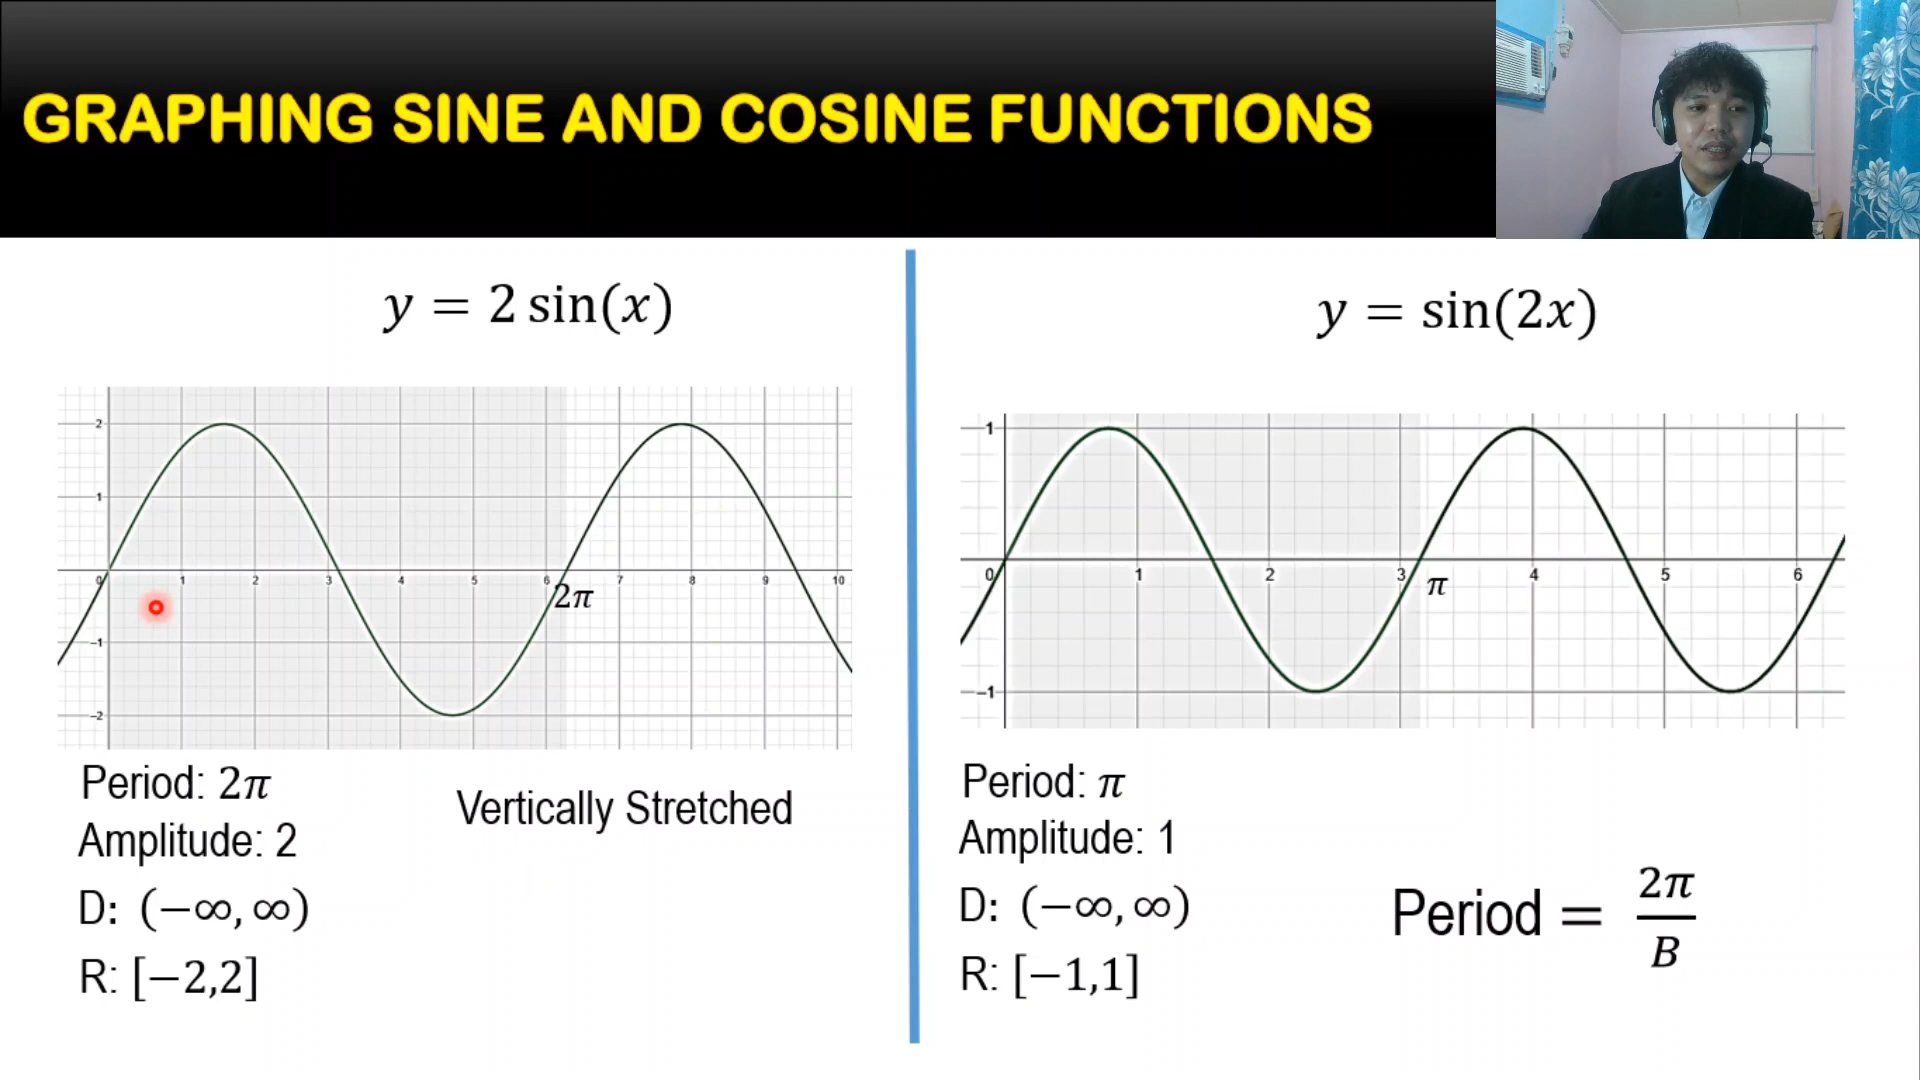 GRAPHING SINE AND COSINE FUNCTIONS
y = 2 sin(x)
2
1
0 1 2 3 4 5 6 7 8 9 10
2π
−1
−2
Period: 2π
Amplitude: 2
D: (−∞, ∞)
R: [−2,2]
Vertically Stretched
y = sin(2x)
1
0 1 2 3 4 5 6
π
−1
Period: π
Amplitude: 1
D: (−∞, ∞)
R: [−1,1]
Period = 2π/B